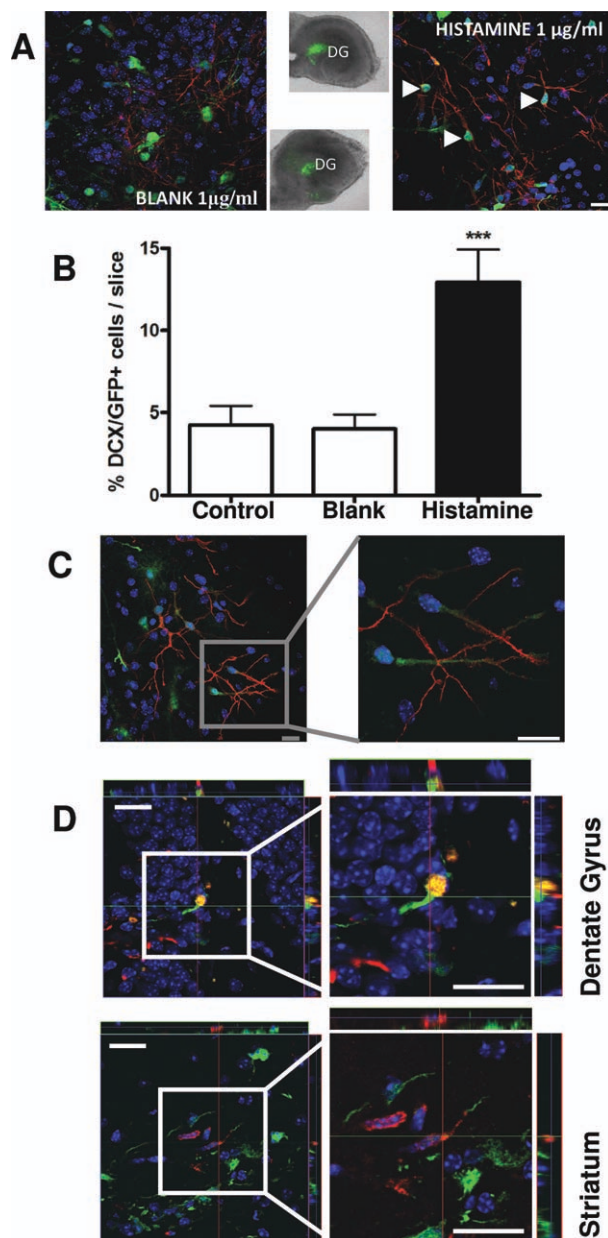 A
BLANK 1µg/ml
DG
DG
HISTAMINE 1 µg/ml
B
% DCX/GFP+ cells / slice
15
10
5
0
***
Control
Blank
Histamine
C
D
Dentate Gyrus
Striatum